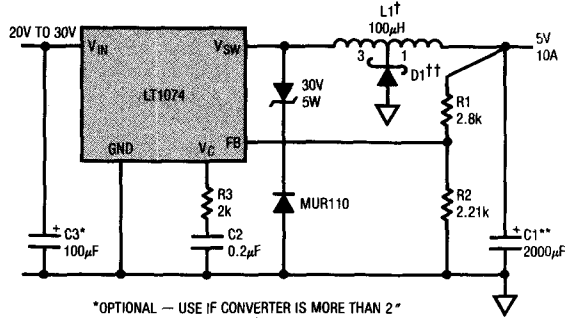 L1†
100µH
20V TO 30V
VIN
VSW
3
1
5V
10A
D1††
30V
5W
LT1074
R1
2.8k
GND
VC
FB
R3
2k
MUR110
R2
2.21k
+
C3*
100µF
C2
0.2µF
+
C1**
2000µF
*OPTIONAL — USE IF CONVERTER IS MORE THAN 2"